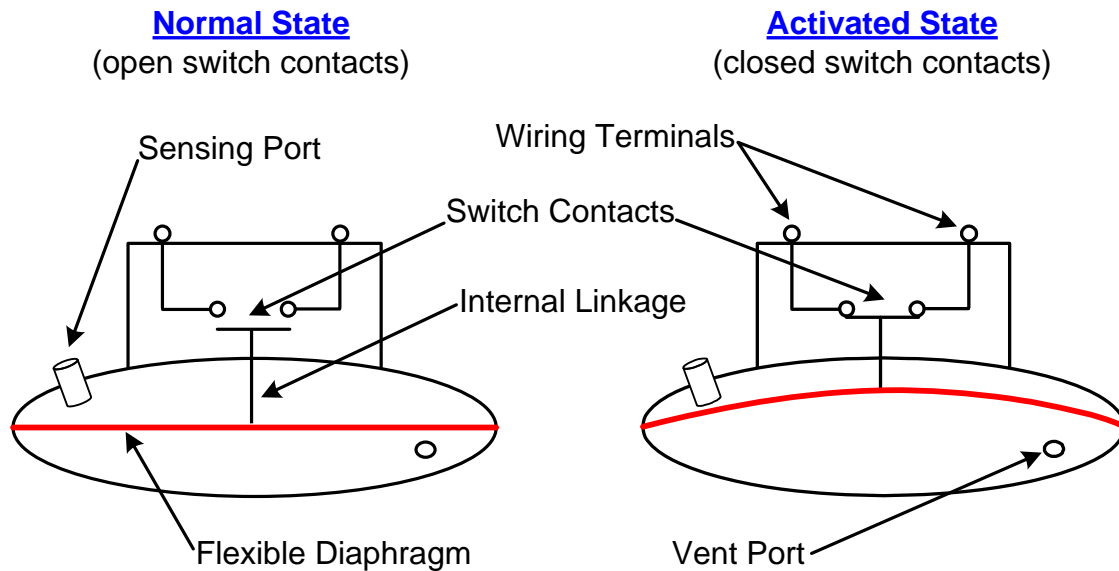 Normal State
(open switch contacts)
Activated State
(closed switch contacts)
Sensing Port
Wiring Terminals
Switch Contacts
Internal Linkage
Flexible Diaphragm
Vent Port